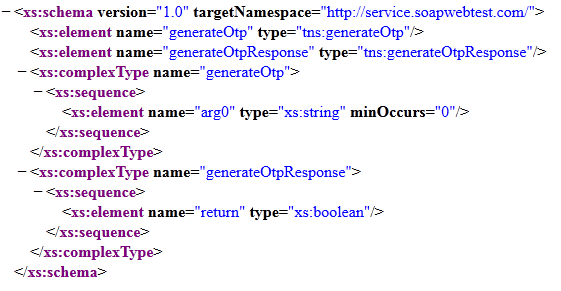 − <xs:schema version="1.0" targetNamespace="http://service.soapwebtest.com/">
<xs:element name="generateOtp" type="tns:generateOtp"/>
<xs:element name="generateOtpResponse" type="tns:generateOtpResponse"/>
− <xs:complexType name="generateOtp">
− <xs:sequence>
<xs:element name="arg0" type="xs:string" minOccurs="0"/>
</xs:sequence>
</xs:complexType>
− <xs:complexType name="generateOtpResponse">
− <xs:sequence>
<xs:element name="return" type="xs:boolean"/>
</xs:sequence>
</xs:complexType>
</xs:schema>